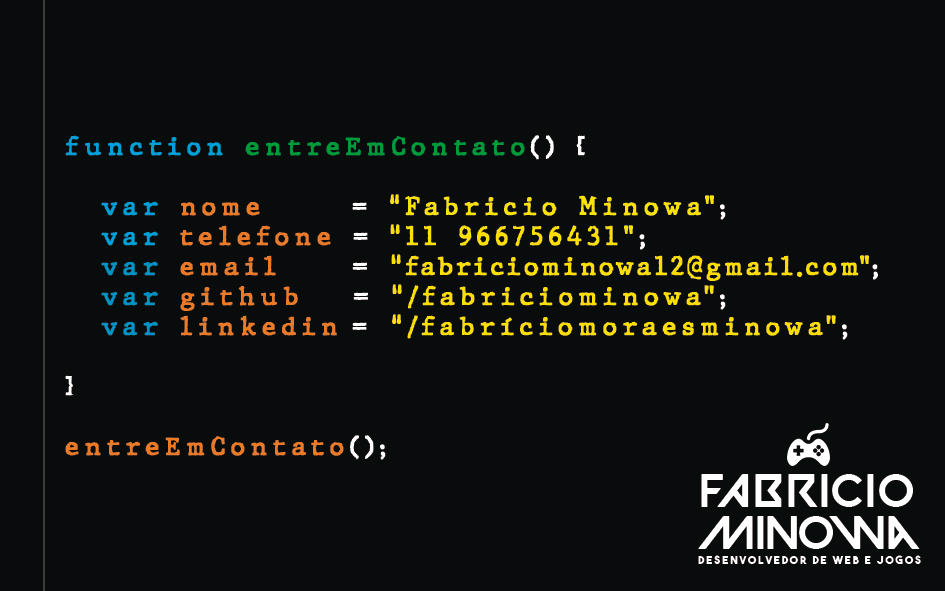 function entreEmContato() {
var nome = "Fabricio Minowa";
var telefone = "11 966756431";
var email = "fabriciominowa12@gmail.com";
var github = "/fabriciominowa";
var linkedin = "/fabríciomoraesminowa";
}
entreEmContato();
FABRICIO
MINOWA
DESENVOLVEDOR DE WEB E JOGOS